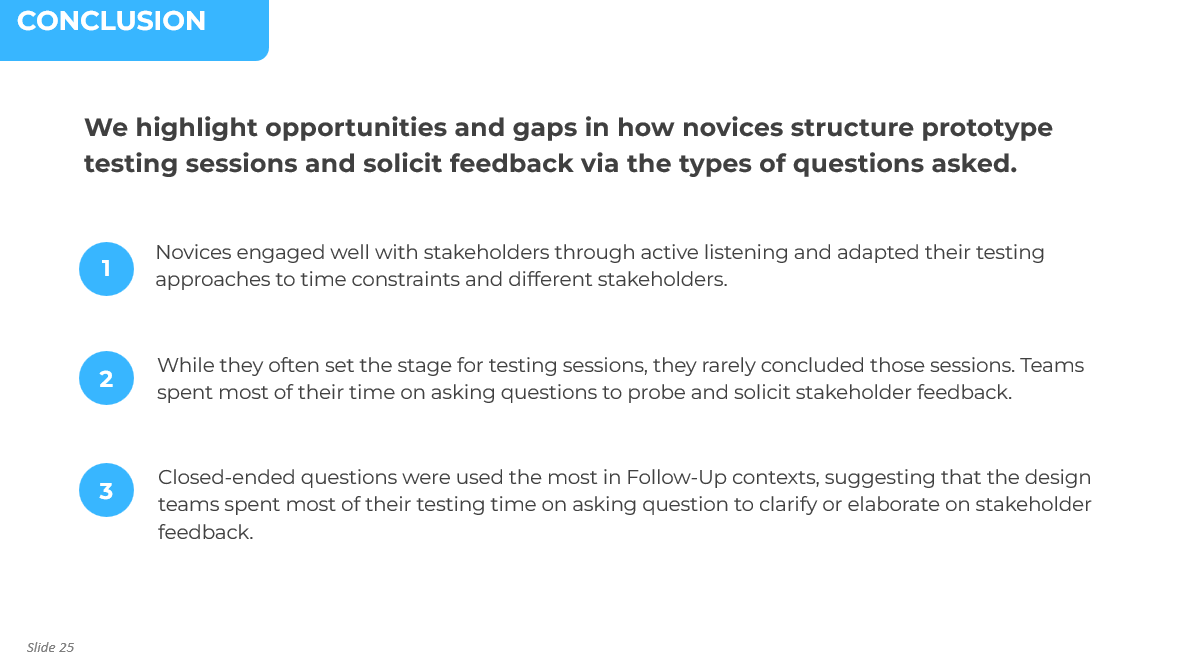 CONCLUSION
We highlight opportunities and gaps in how novices structure prototype
testing sessions and solicit feedback via the types of questions asked.
1
Novices engaged well with stakeholders through active listening and adapted their testing
approaches to time constraints and different stakeholders.
2
While they often set the stage for testing sessions, they rarely concluded those sessions. Teams
spent most of their time on asking questions to probe and solicit stakeholder feedback.
3
Closed-ended questions were used the most in Follow-Up contexts, suggesting that the design
teams spent most of their testing time on asking question to clarify or elaborate on stakeholder
feedback.
Slide 25